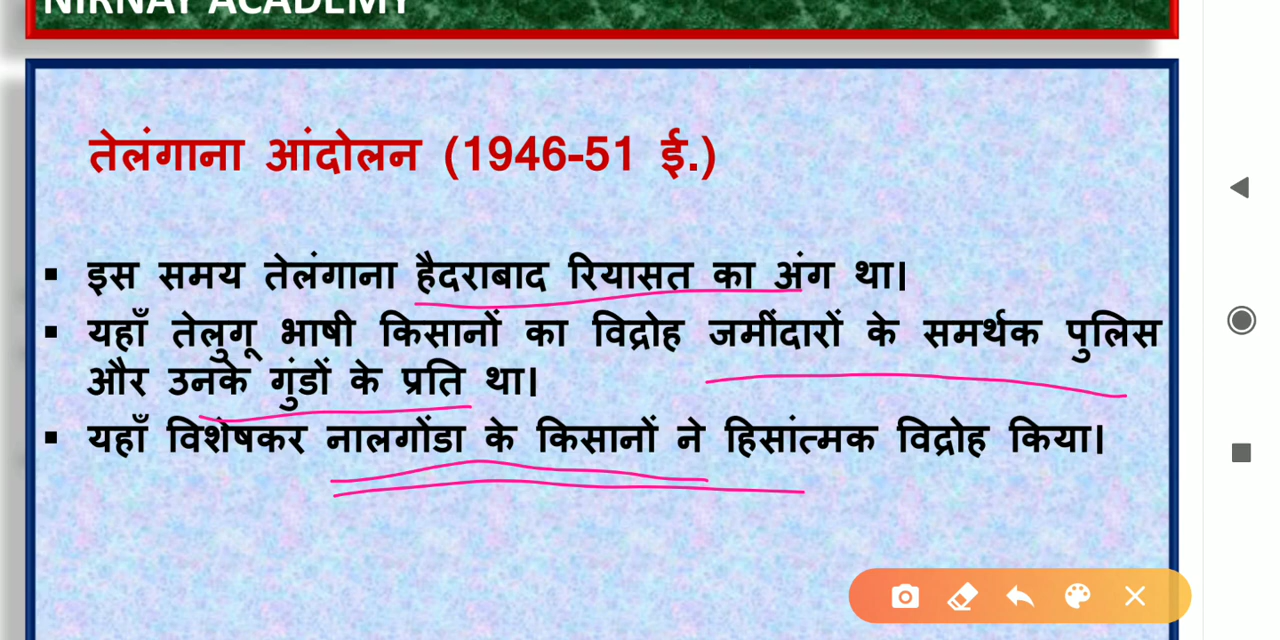 NIRNAY ACADEMY
तेलंगाना आंदोलन (1946-51 ई.)
▪ इस समय तेलंगाना हैदराबाद रियासत का अंग था।
▪ यहाँ तेलुगू भाषी किसानों का विद्रोह जमींदारों के समर्थक पुलिस
और उनके गुंडों के प्रति था।
▪ यहाँ विशेषकर नालगोंडा के किसानों ने हिसांत्मक विद्रोह किया।